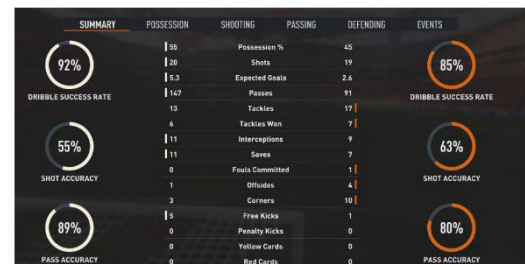 SUMMARY POSSESSION SHOOTING PASSING DEFENDING EVENTS
92%
DRIBBLE SUCCESS RATE
55%
SHOT ACCURACY
89%
PASS ACCURACY
55 Possession % 45
20 Shots 19
5.3 Expected Goals 2.6
147 Passes 91
13 Tackles 17
6 Tackles Won 7
11 Interceptions 9
11 Saves 7
0 Fouls Committed 1
1 Offsides 4
3 Corners 10
5 Free Kicks 1
0 Penalty Kicks 0
0 Yellow Cards 0
0 Red Cards 0
85%
DRIBBLE SUCCESS RATE
63%
SHOT ACCURACY
80%
PASS ACCURACY